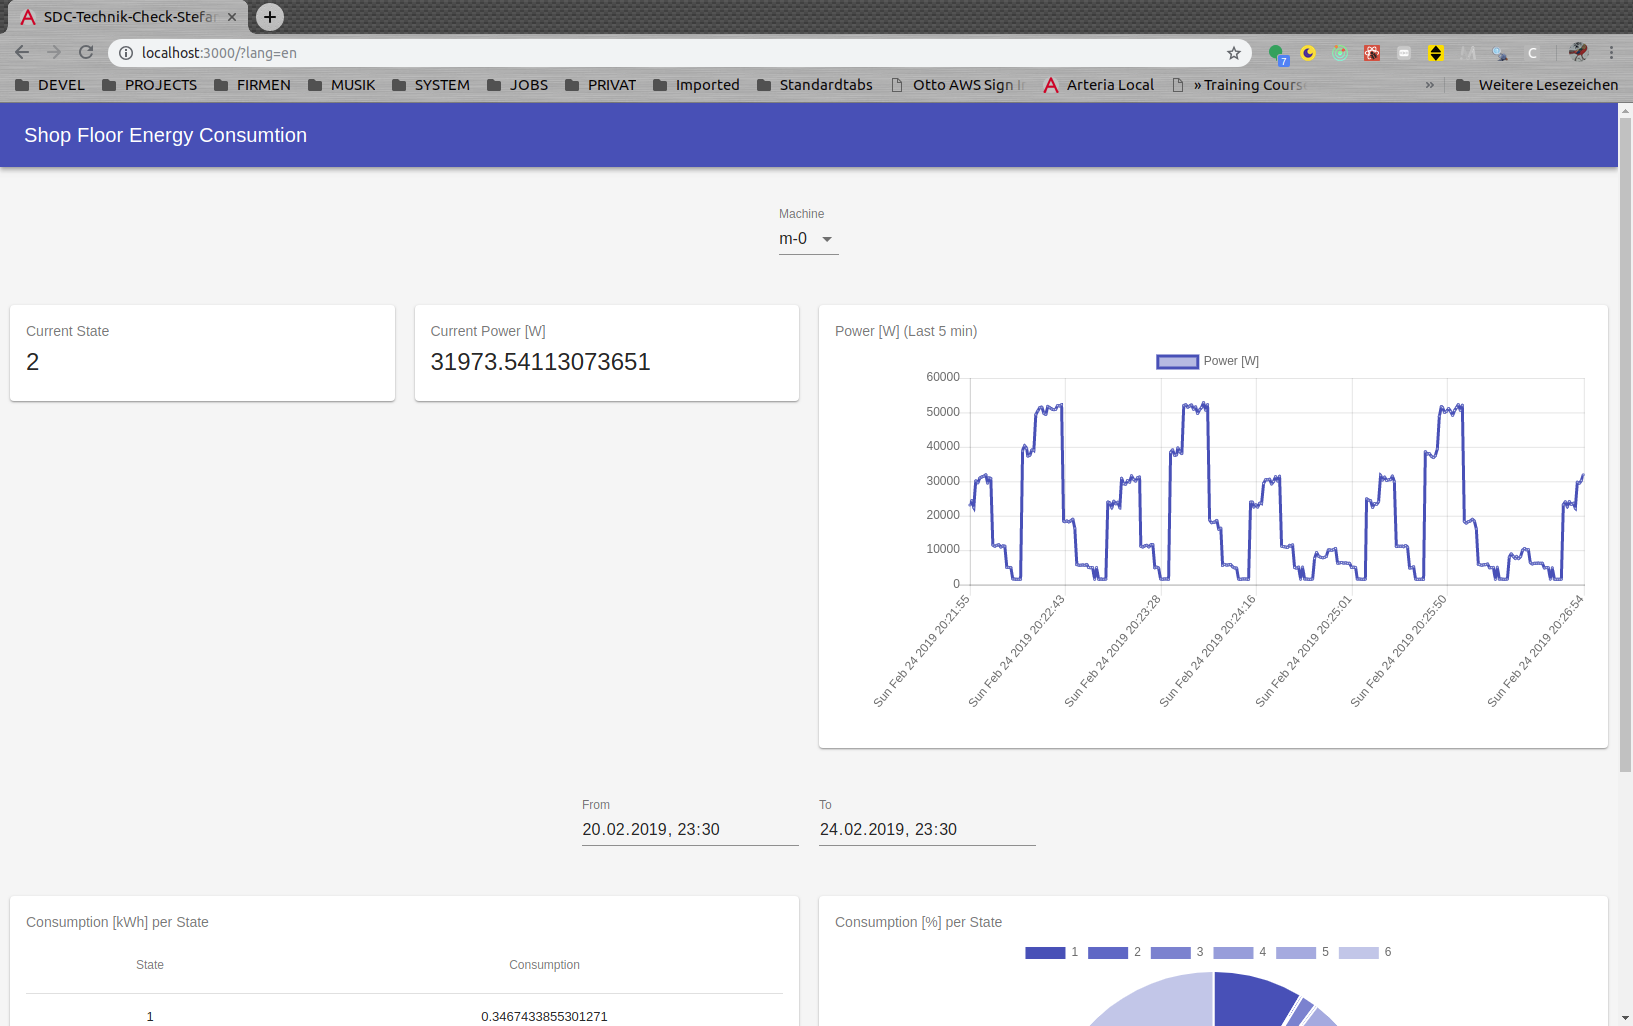 SDC-Technik-Check-Stefan
localhost:3000/?lang=en
7
C
DEVEL PROJECTS FIRMEN MUSIK SYSTEM JOBS PRIVAT Imported Standardtabs Otto AWS Sign In Arteria Local » Training Course » Weitere Lesezeichen
Shop Floor Energy Consumtion
Machine
m-0
Current State
2
Current Power [W]
31973.54113073651
Power [W] (Last 5 min)
Power [W]
60000
50000
40000
30000
20000
10000
0
Sun Feb 24 2019 20:21:55
Sun Feb 24 2019 20:22:43
Sun Feb 24 2019 20:23:28
Sun Feb 24 2019 20:24:16
Sun Feb 24 2019 20:25:01
Sun Feb 24 2019 20:25:50
Sun Feb 24 2019 20:26:54
From
20.02.2019, 23:30
To
24.02.2019, 23:30
Consumption [kWh] per State
State Consumption
1 0.3467433855301271
Consumption [%] per State
1 2 3 4 5 6